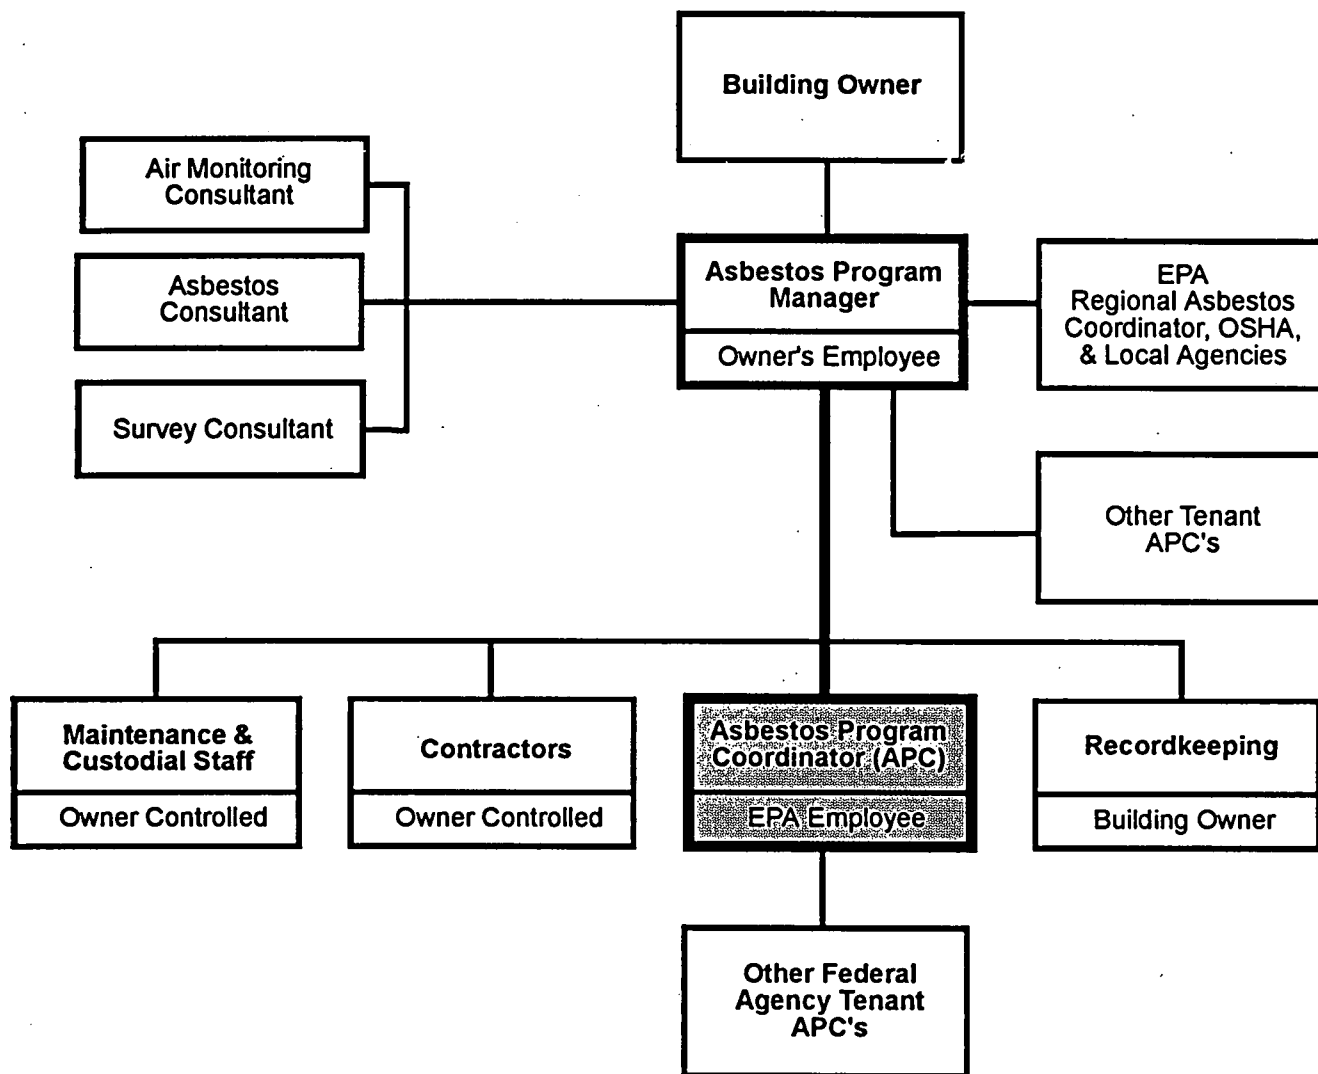 Building Owner
Air Monitoring
Consultant
Asbestos
Consultant
Survey Consultant
Asbestos Program
Manager
Owner's Employee
EPA
Regional Asbestos
Coordinator, OSHA,
& Local Agencies
Other Tenant
APC's
Maintenance &
Custodial Staff
Owner Controlled
Contractors
Owner Controlled
Asbestos Program
Coordinator (APC)
EPA Employee
Recordkeeping
Building Owner
Other Federal
Agency Tenant
APC's